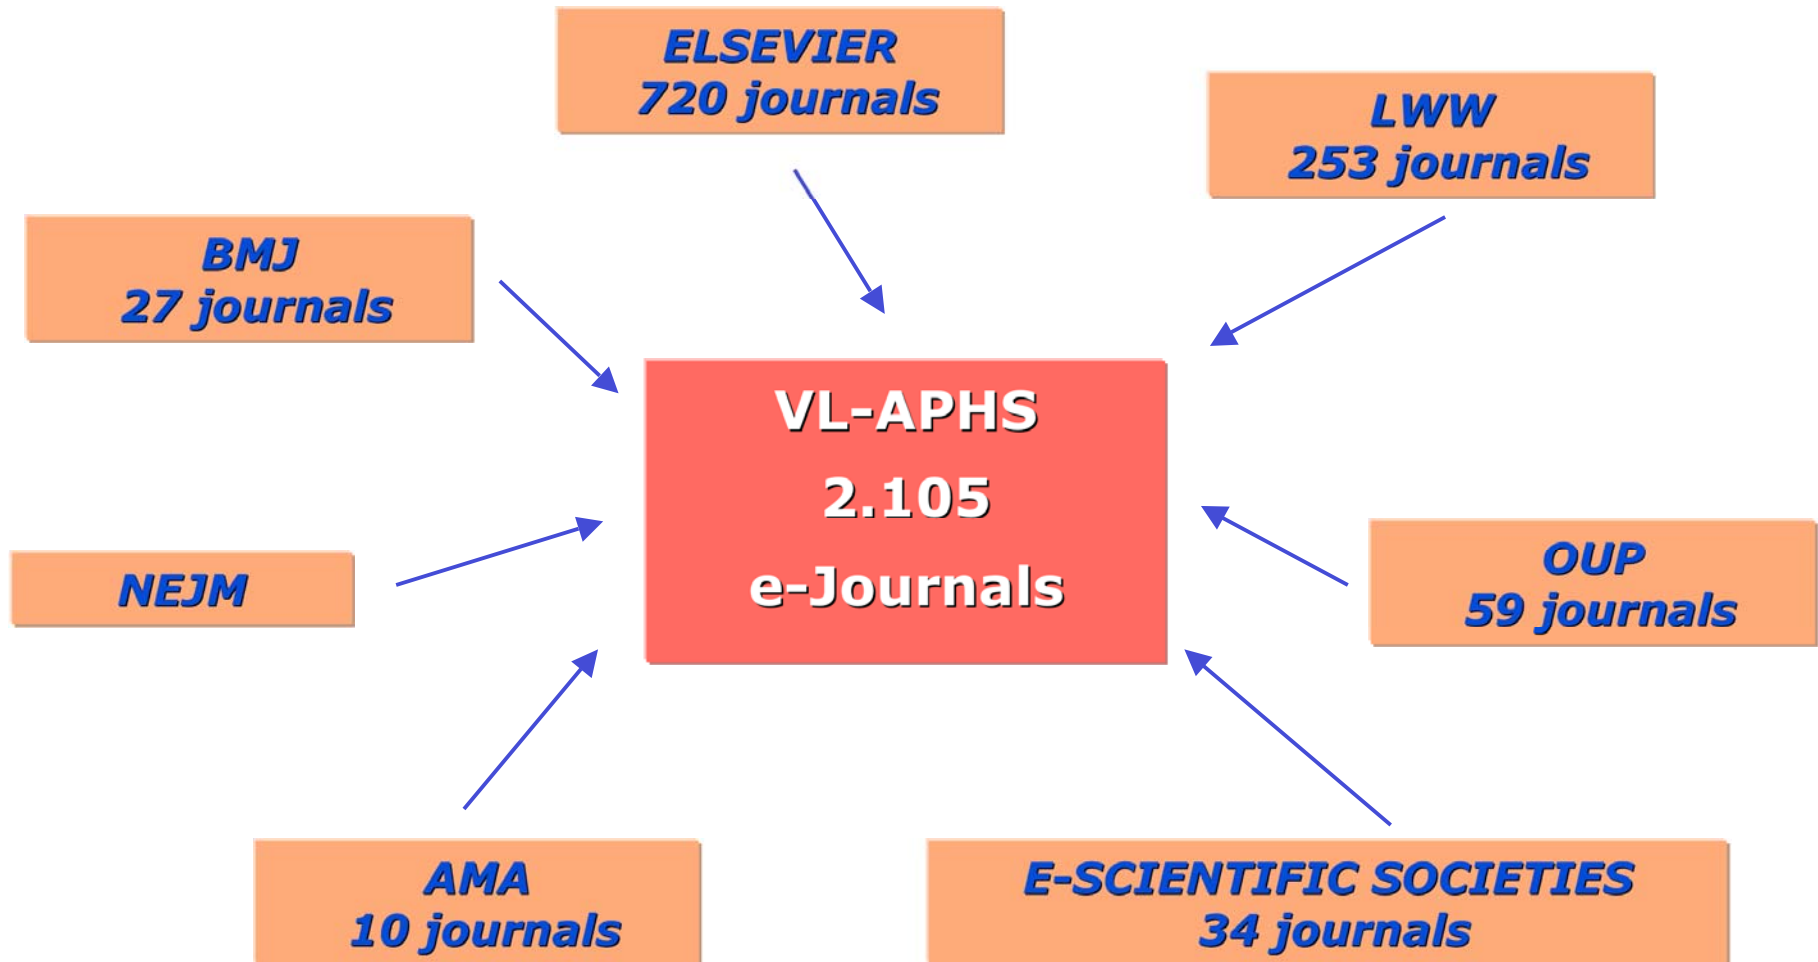 ELSEVIER
720 journals
LWW
253 journals
BMJ
27 journals
VL-APHS
2.105
e-Journals
NEJM
OUP
59 journals
AMA
10 journals
E-SCIENTIFIC SOCIETIES
34 journals